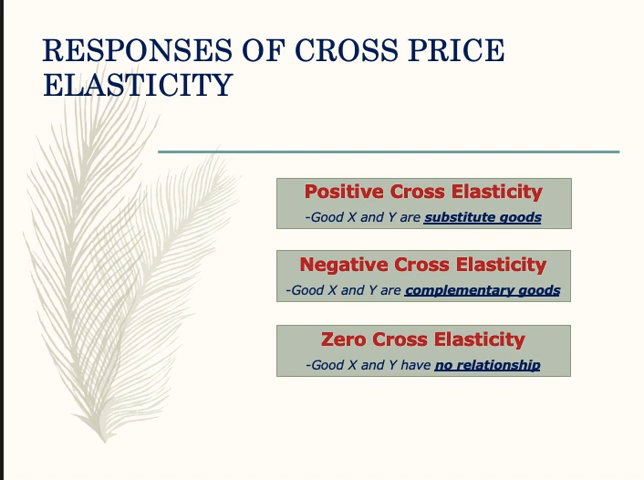 RESPONSES OF CROSS PRICE
ELASTICITY
Positive Cross Elasticity
-Good X and Y are substitute goods
Negative Cross Elasticity
-Good X and Y are complementary goods
Zero Cross Elasticity
-Good X and Y have no relationship